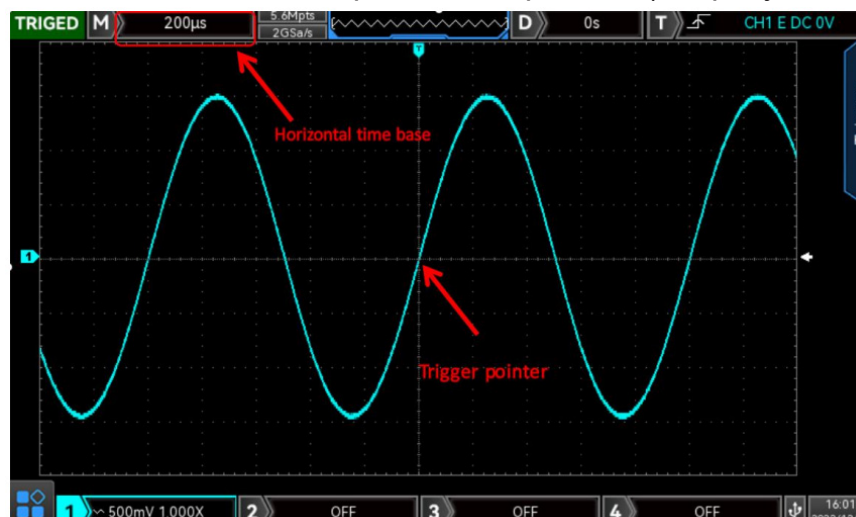 TRIGED M 200µs 5.6Mpts D 0s T CH1 E DC 0V
2GSa/s
T
Horizontal time base
1
Trigger pointer
1 500mV 1.000X 2 OFF 3 OFF 4 OFF 16:01